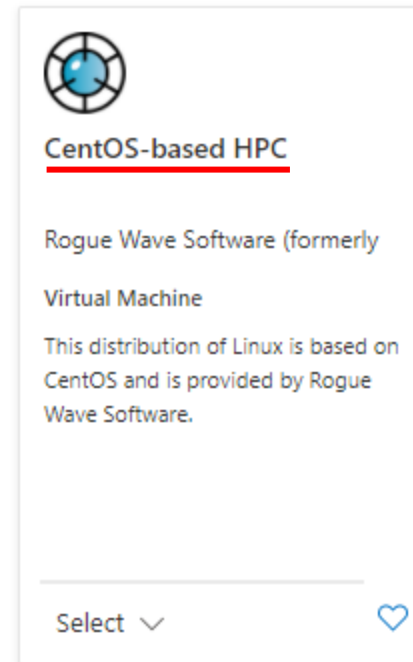 CentOS-based HPC
Rogue Wave Software (formerly
Virtual Machine
This distribution of Linux is based on
CentOS and is provided by Rogue
Wave Software.
Select